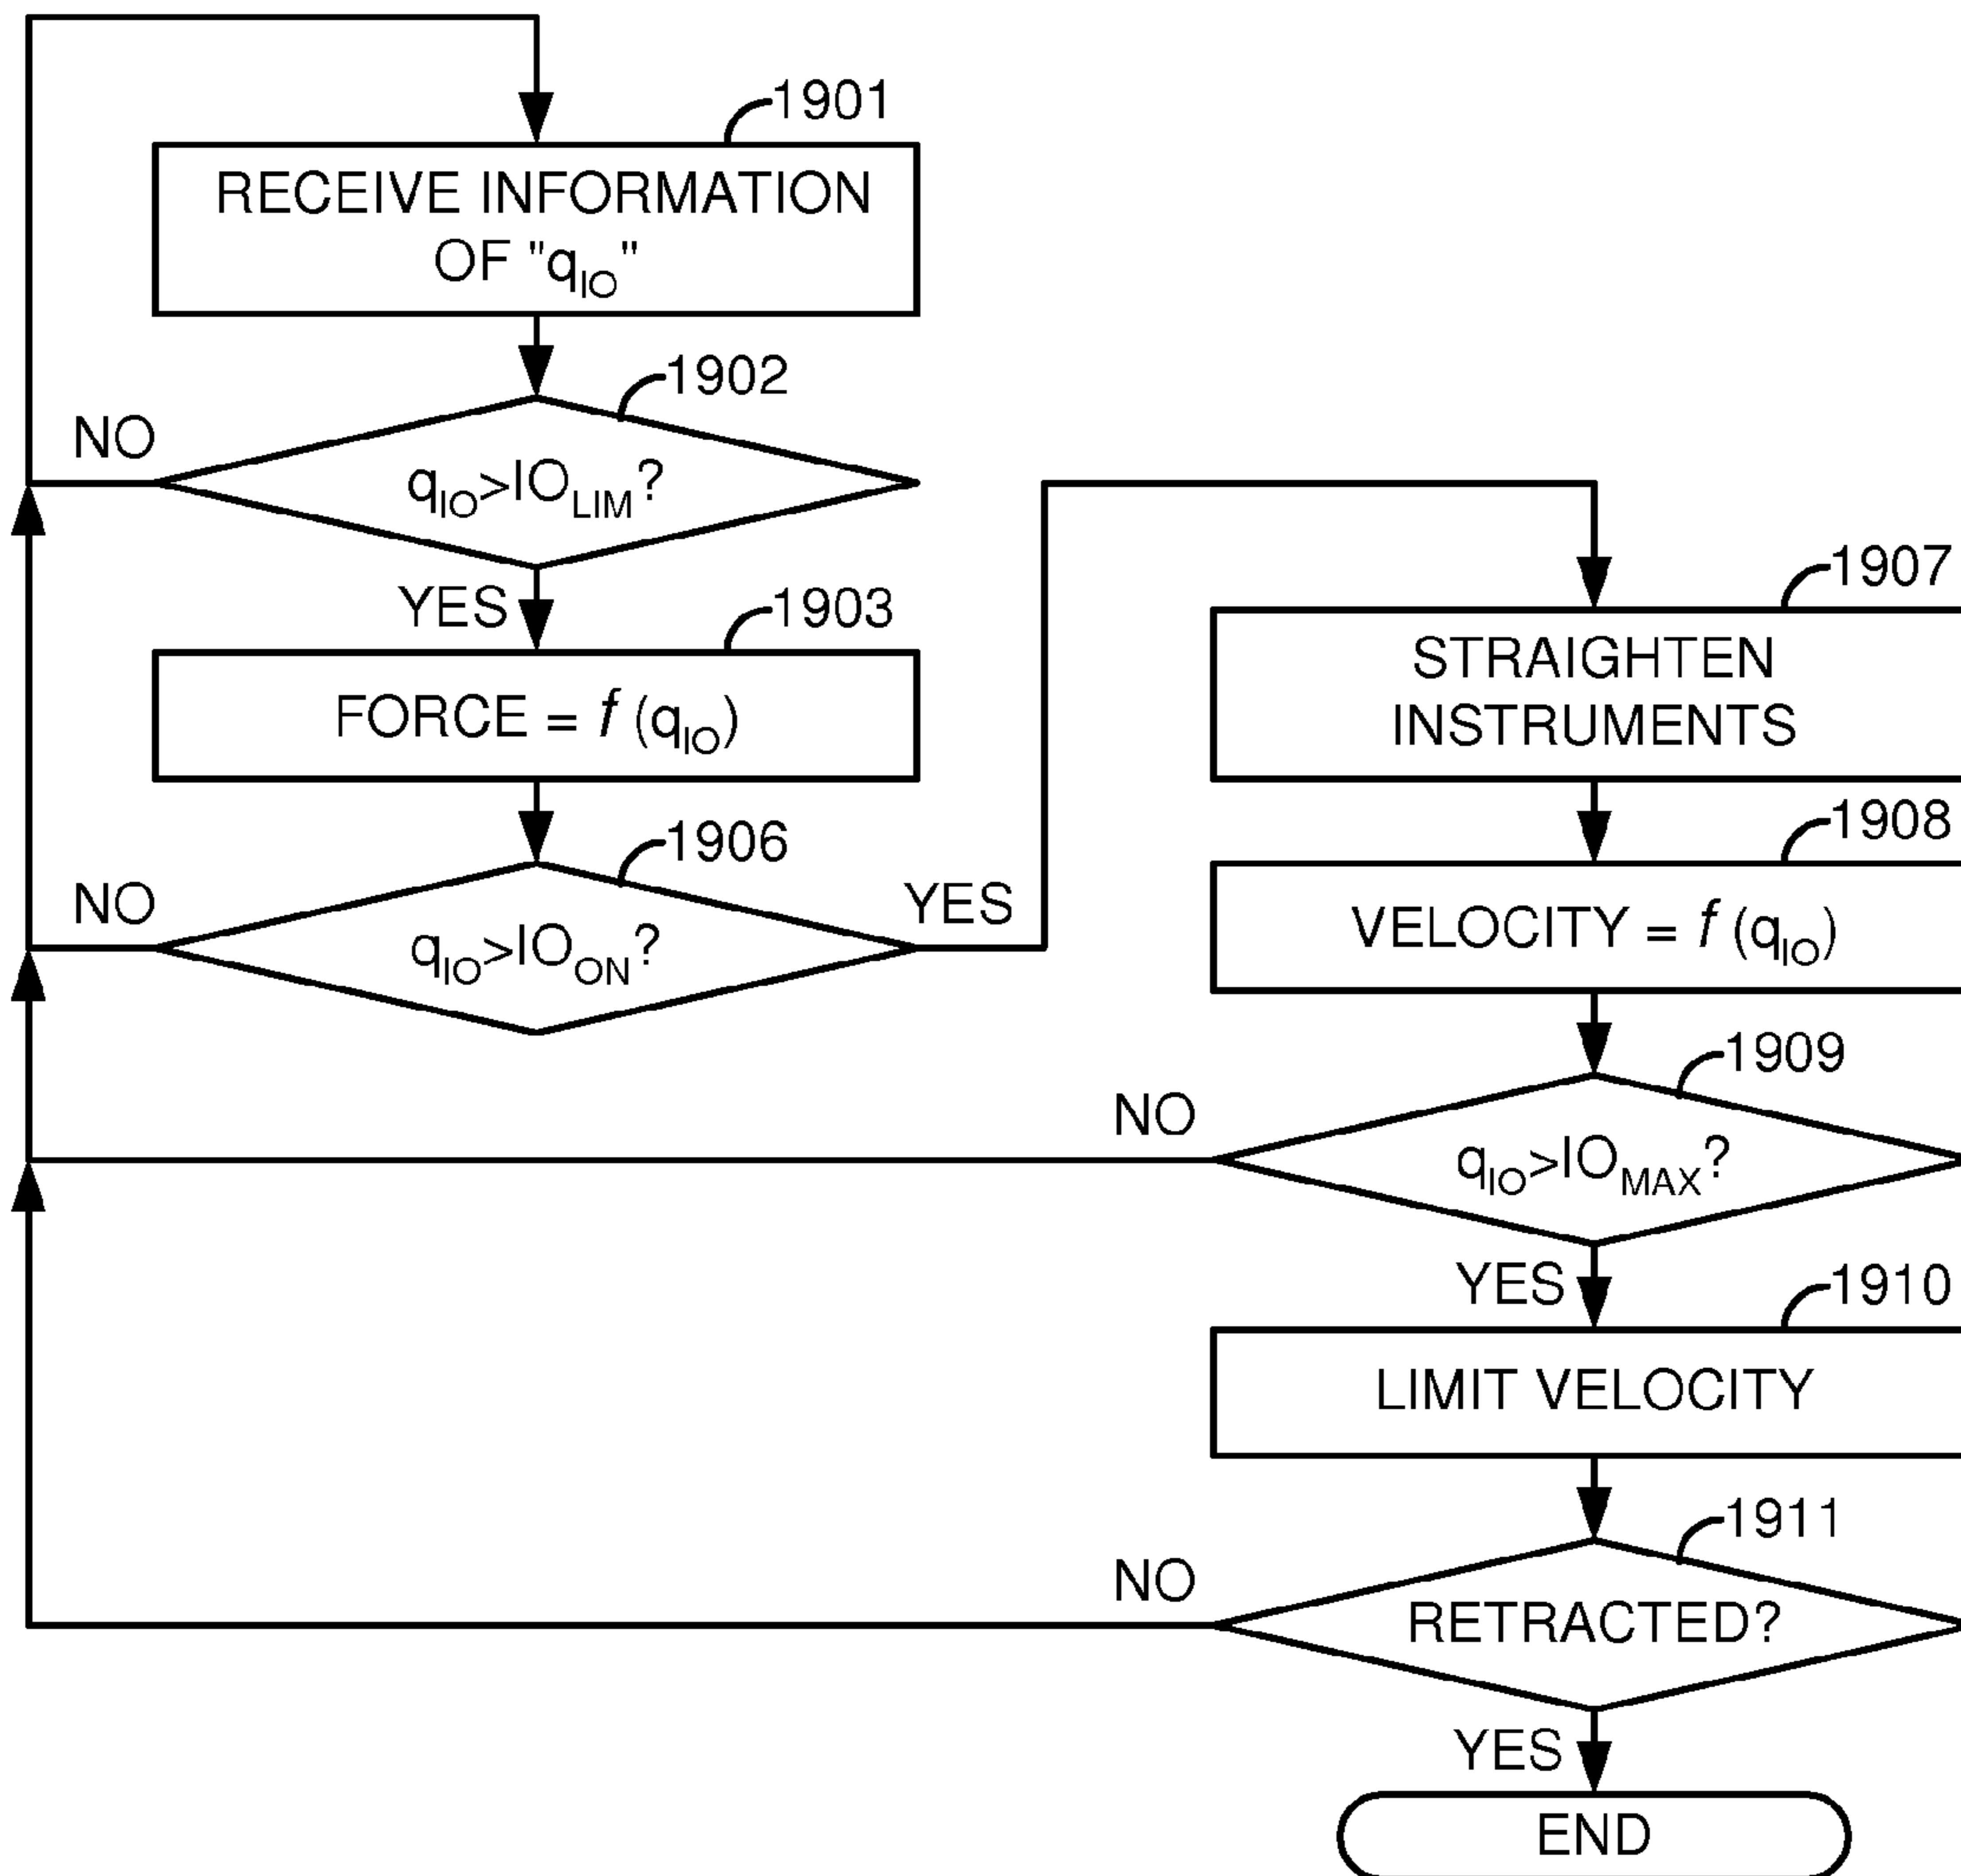 1901
RECEIVE INFORMATION
OF "qIO"
1902
NO
qIO>IOLIM?
YES
1903
FORCE = f (qIO)
1906
NO
YES
qIO>IOON?
1907
STRAIGHTEN
INSTRUMENTS
1908
VELOCITY = f (qIO)
1909
NO
qIO>IOMAX?
YES
1910
LIMIT VELOCITY
1911
NO
RETRACTED?
YES
END